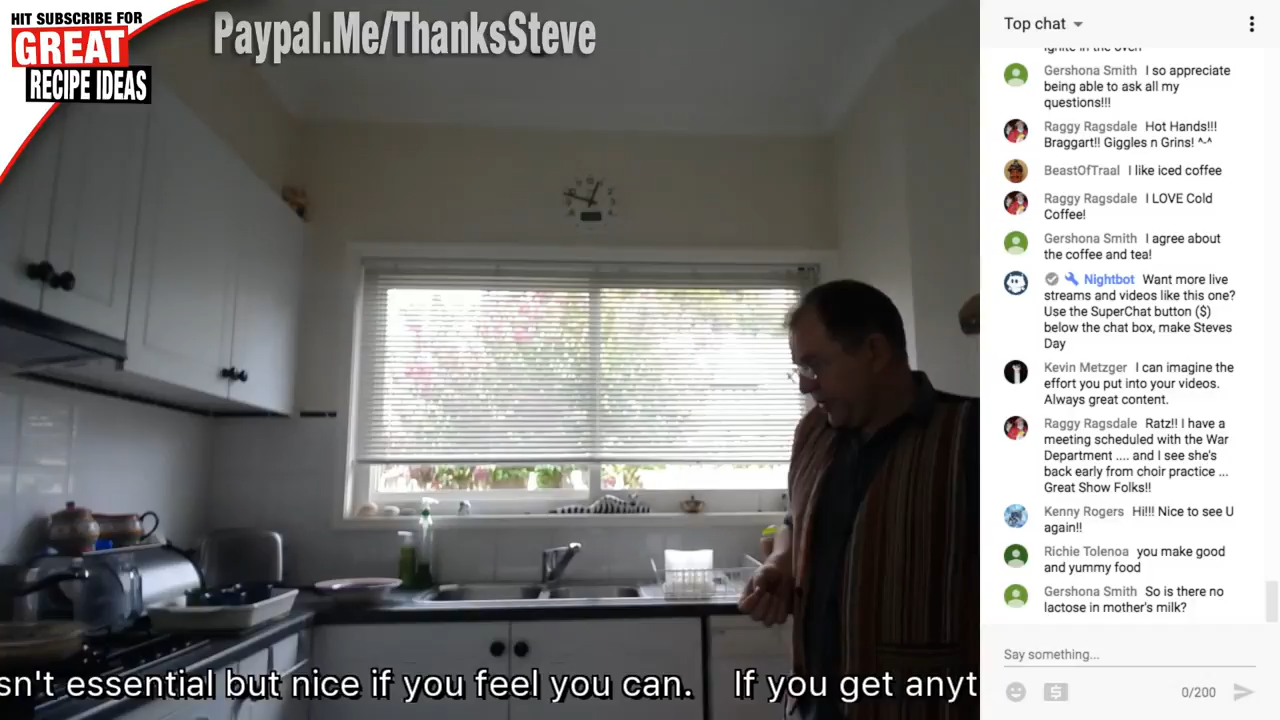 HIT SUBSCRIBE FOR
GREAT
RECIPE IDEAS
Paypal.Me/ThanksSteve
sn't essential but nice if you feel you can. If you get anyt
Top chat
ignite in the oven
Gershona Smith I so appreciate
being able to ask all my
questions!!!
Raggy Ragsdale Hot Hands!!!
Braggart!! Giggles n Grins! ^-^
BeastOfTraal I like iced coffee
Raggy Ragsdale I LOVE Cold
Coffee!
Gershona Smith I agree about
the coffee and tea!
Nightbot Want more live
streams and videos like this one?
Use the SuperChat button ($)
below the chat box, make Steves
Day
Kevin Metzger I can imagine the
effort you put into your videos.
Always great content.
Raggy Ragsdale Ratz!! I have a
meeting scheduled with the War
Department .... and I see she's
back early from choir practice ...
Great Show Folks!!
Kenny Rogers Hi!!! Nice to see U
again!!
Richie Tolenoa you make good
and yummy food
Gershona Smith So is there no
lactose in mother's milk?
Say something...
0/200